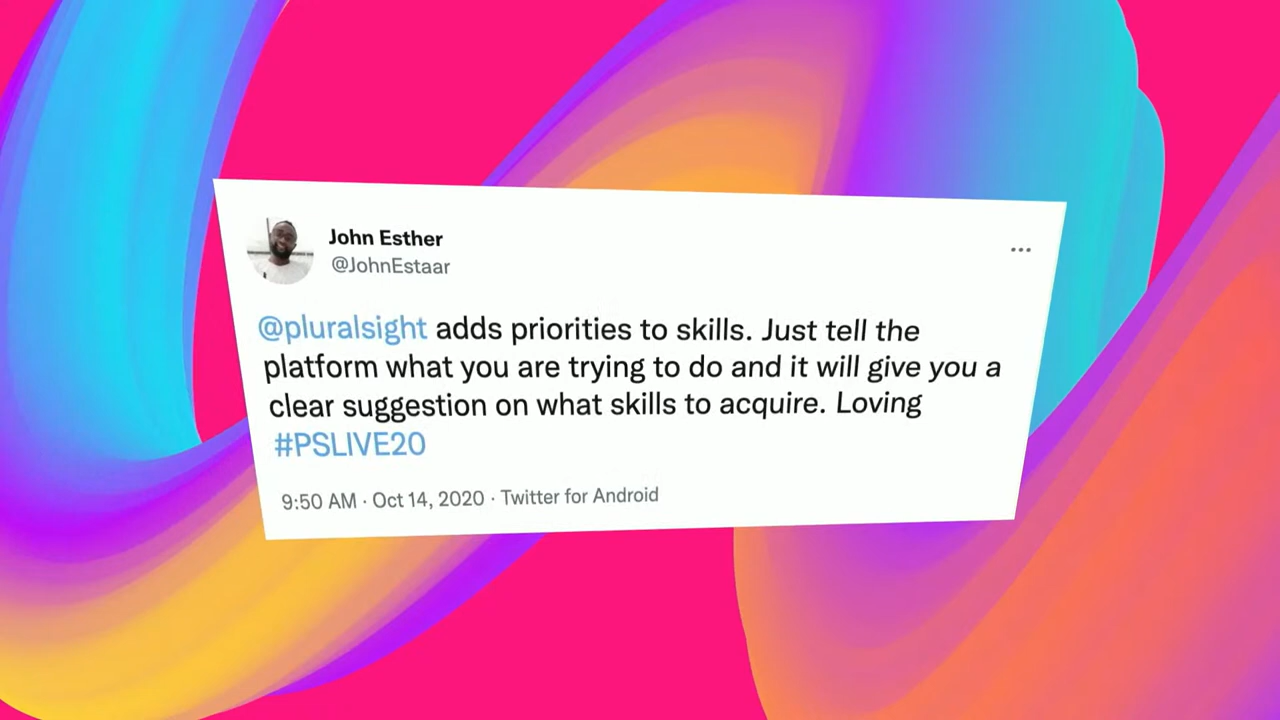 John Esther
@JohnEstaar
@pluralsight adds priorities to skills. Just tell the
platform what you are trying to do and it will give you a
clear suggestion on what skills to acquire. Loving
#PSLIVE20
9:50 AM · Oct 14, 2020 · Twitter for Android